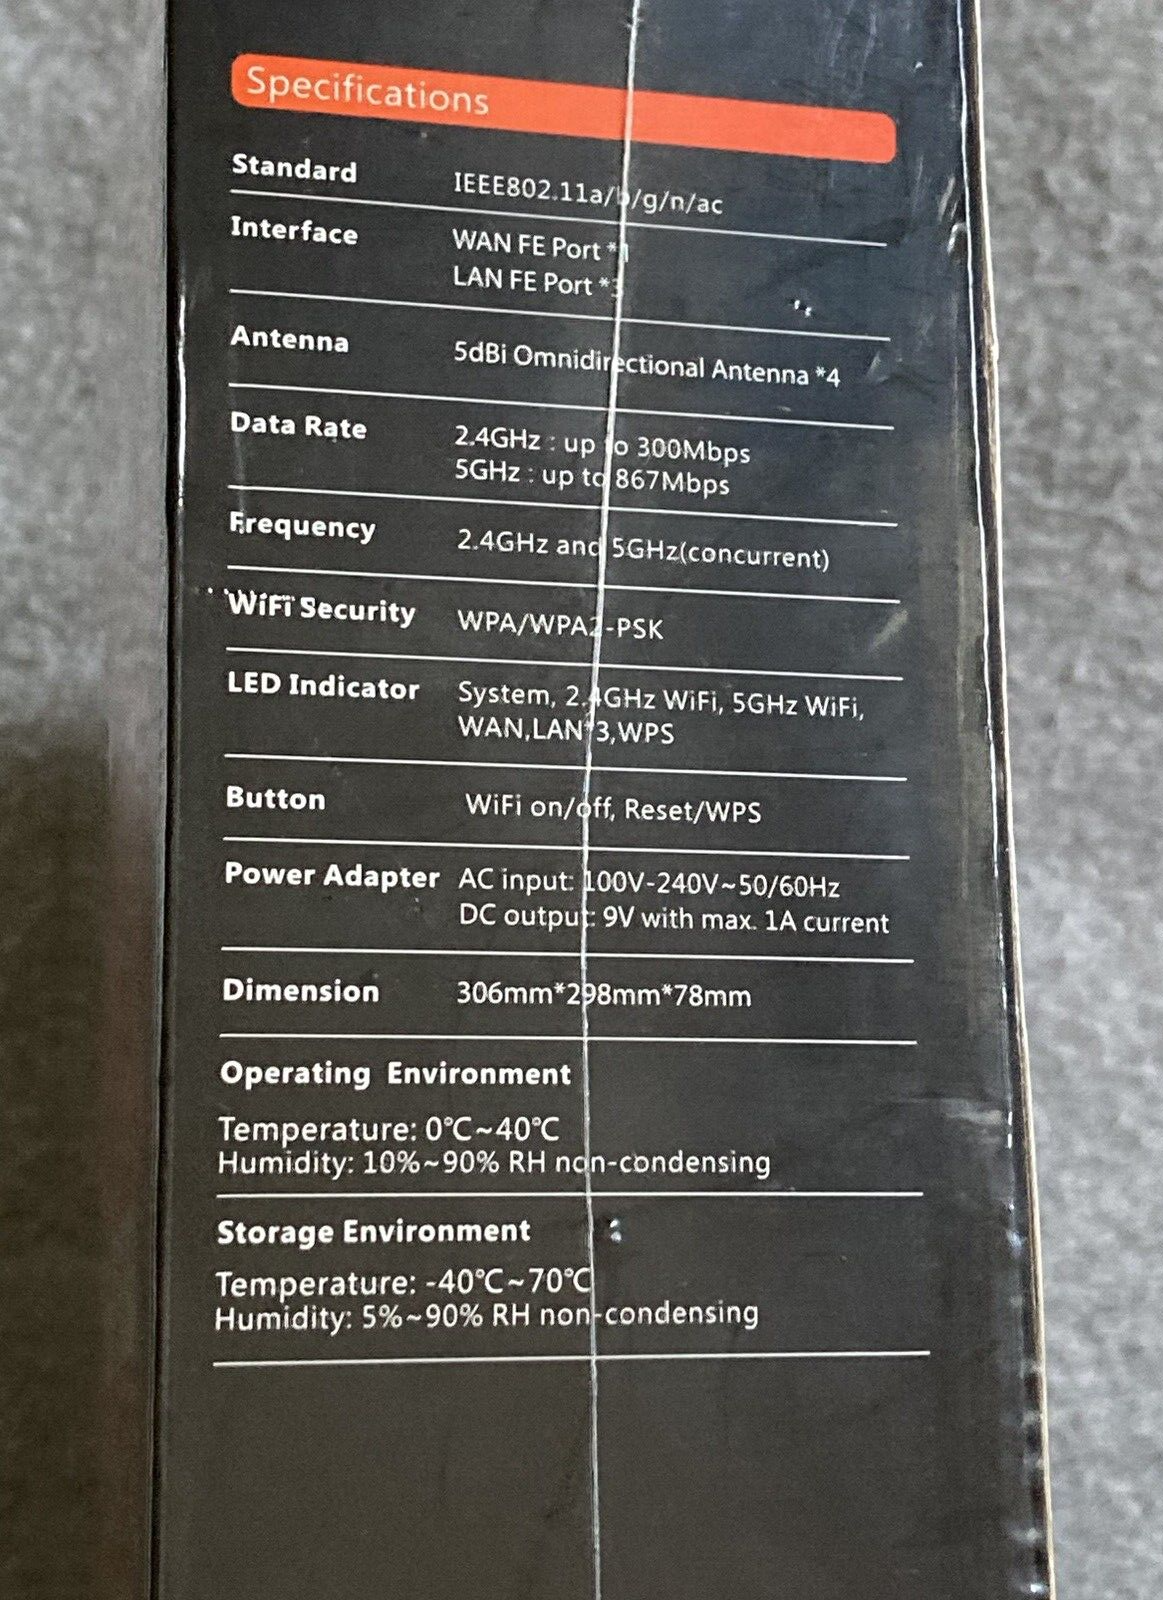 Specifications
Standard IEEE802.11a/b/g/n/ac
Interface WAN FE Port *1
LAN FE Port *3
Antenna 5dBi Omnidirectional Antenna *4
Data Rate 2.4GHz : up to 300Mbps
5GHz : up to 867Mbps
Frequency 2.4GHz and 5GHz(concurrent)
WiFi Security WPA/WPA2-PSK
LED Indicator System, 2.4GHz WiFi, 5GHz WiFi,
WAN,LAN*3,WPS
Button WiFi on/off, Reset/WPS
Power Adapter AC input: 100V-240V~50/60Hz
DC output: 9V with max. 1A current
Dimension 306mm*298mm*78mm
Operating Environment
Temperature: 0℃~40℃
Humidity: 10%~90% RH non-condensing
Storage Environment
Temperature: -40℃~70℃
Humidity: 5%~90% RH non-condensing